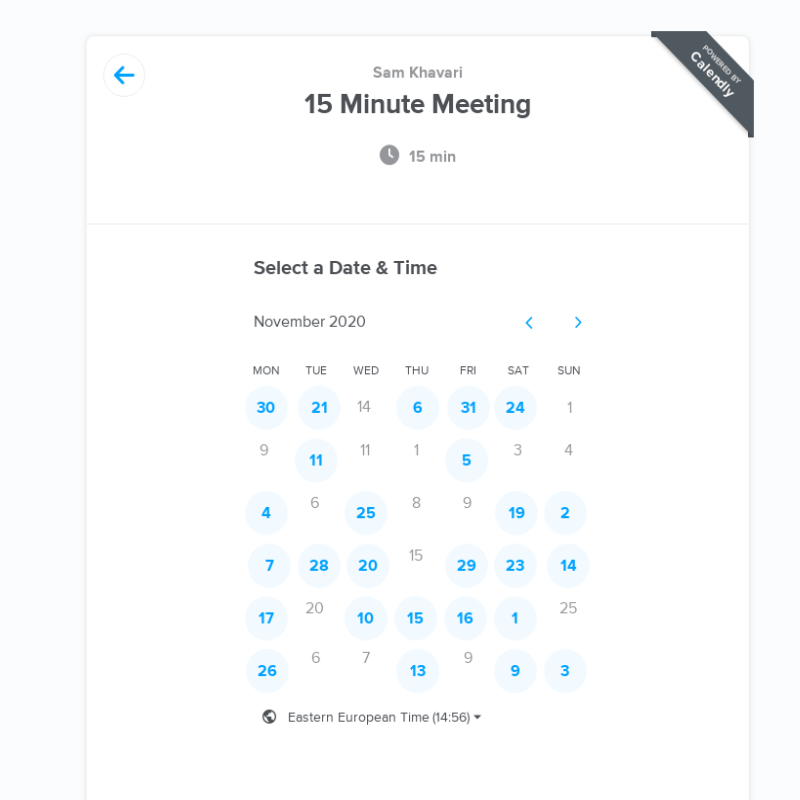 POWERED BY
Calendly
Sam Khavari
15 Minute Meeting
15 min
Select a Date & Time
November 2020
MON TUE WED THU FRI SAT SUN
30 21 14 6 31 24 1
9 11 11 1 5 3 4
4 6 25 8 9 19 2
7 28 20 15 29 23 14
17 20 10 15 16 1 25
26 6 7 13 9 9 3
Eastern European Time (14:56)